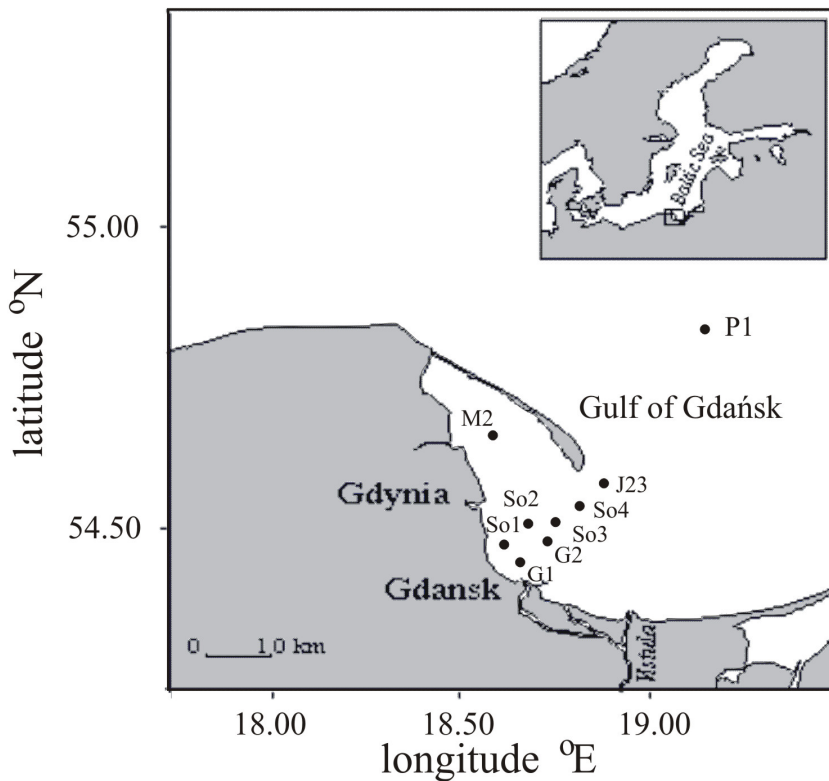 Baltic Sea
55.00
P1
latitude °N
Gulf of Gdańsk
M2
J23
Gdynia
So2
So4
54.50
So1
So3
G2
G1
Gdansk
0 10 km
Vistula
18.00
18.50
19.00
longitude °E